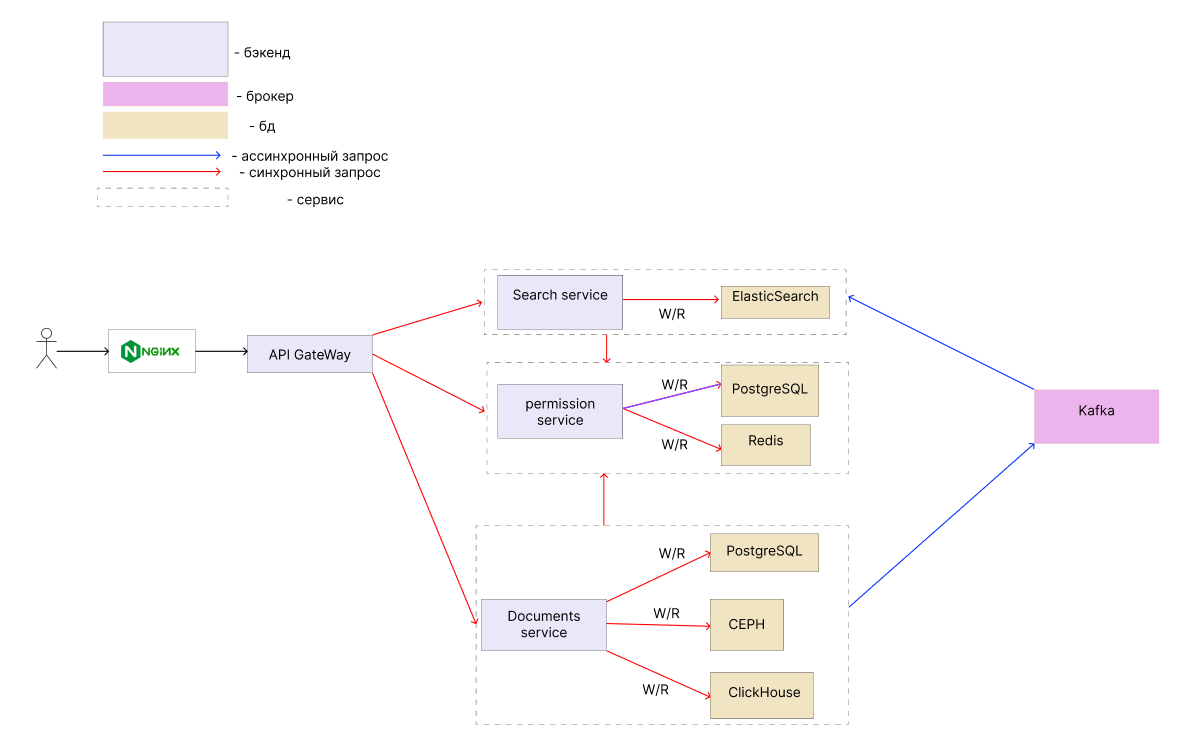 - бэкенд
- брокер
- бд
- ассинхронный запрос
- синхронный запрос
- сервис
Search service
ElasticSearch
W/R
NGINX
API GateWay
permission
service
W/R
PostgreSQL
W/R
Redis
Kafka
Documents
service
W/R
PostgreSQL
W/R
CEPH
W/R
ClickHouse